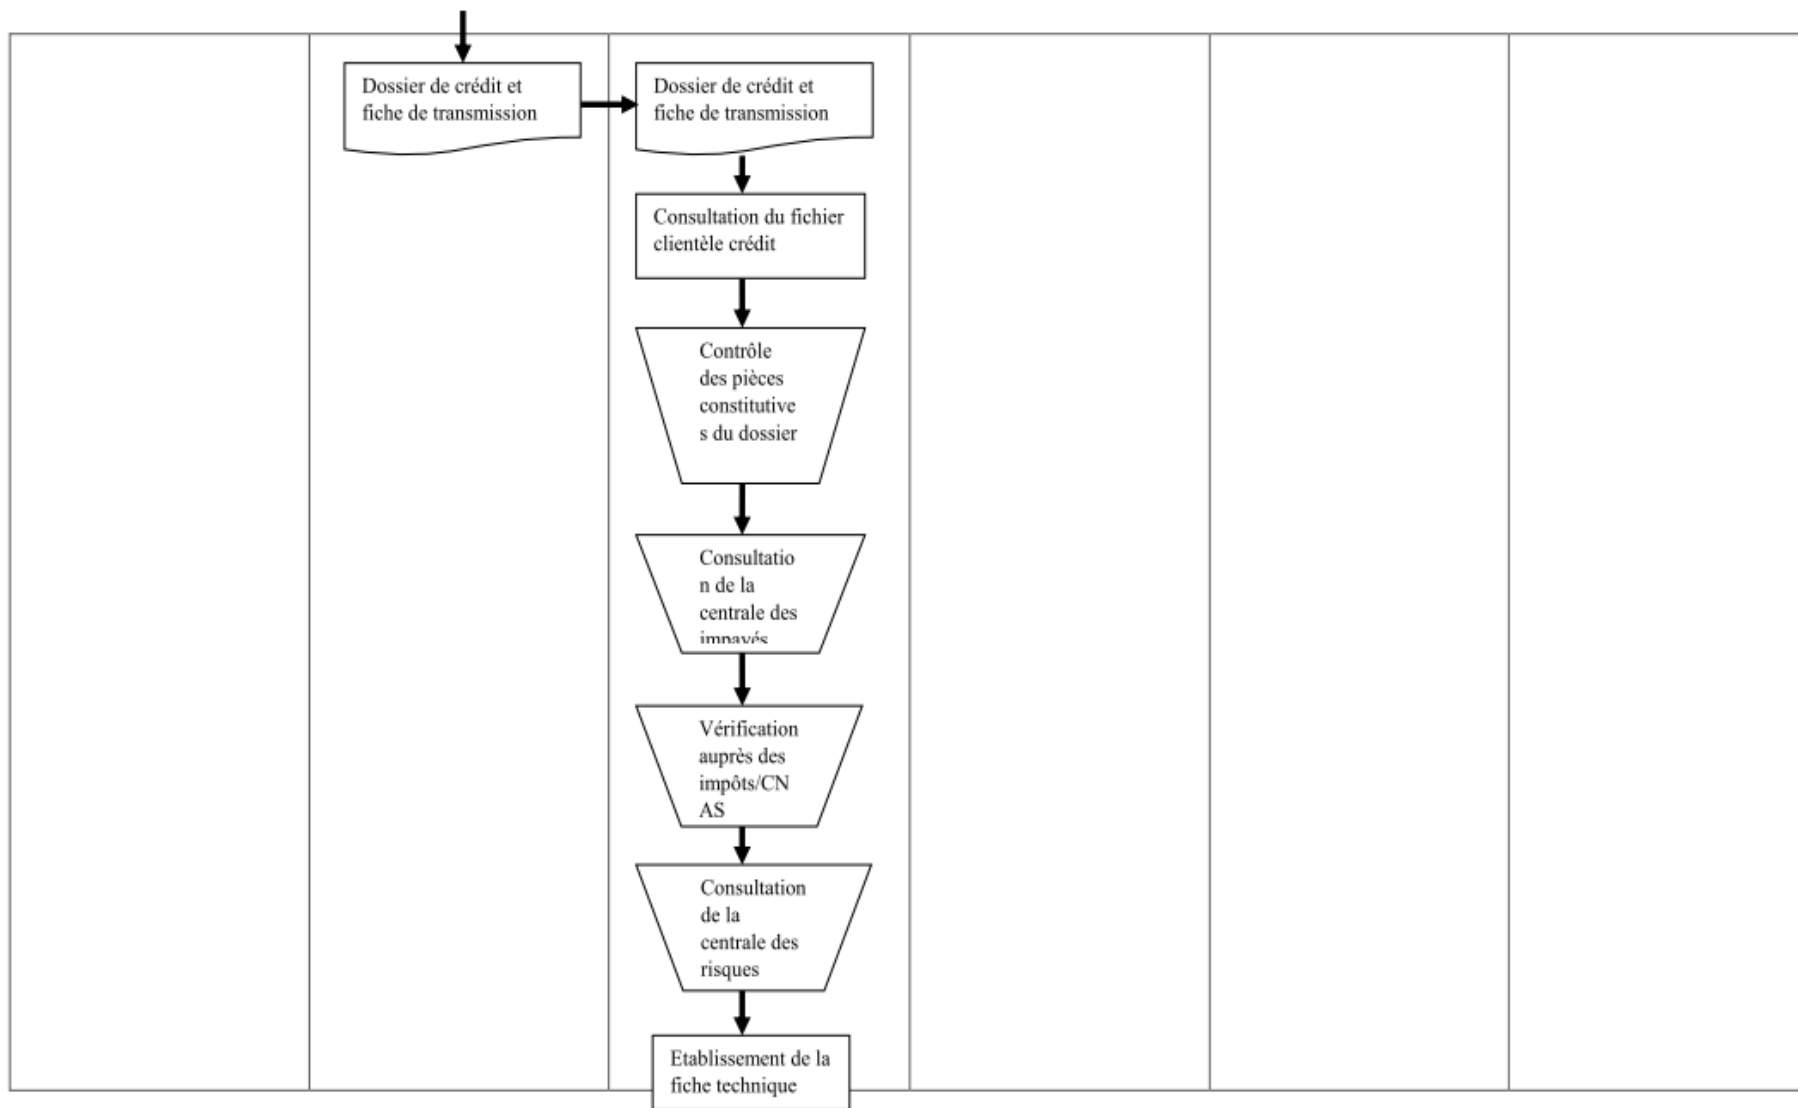 Dossier de crédit et
fiche de transmission
Dossier de crédit et
fiche de transmission
Consultation du fichier
clientèle crédit
Contrôle
des pièces
constitutive
s du dossier
Consultatio
n de la
centrale des
impayés
Vérification
auprès des
impôts/CN
AS
Consultation
de la
centrale des
risques
Etablissement de la
fiche technique